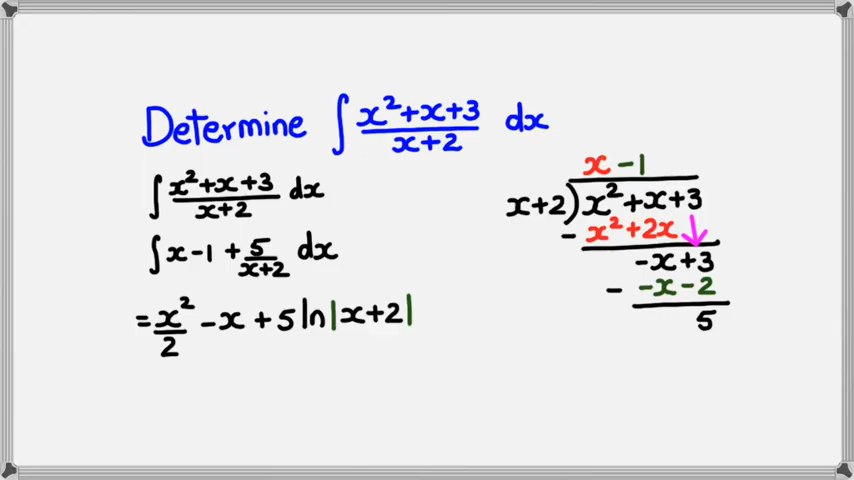 Determine ∫ (x²+x+3)/(x+2) dx
∫ (x²+x+3)/(x+2) dx
∫ x-1 + 5/(x+2) dx
= x²/2 - x + 5 ln|x+2|
x -1
x+2)x²+x+3
- x²+2x ↓
-x+3
- -x-2
5